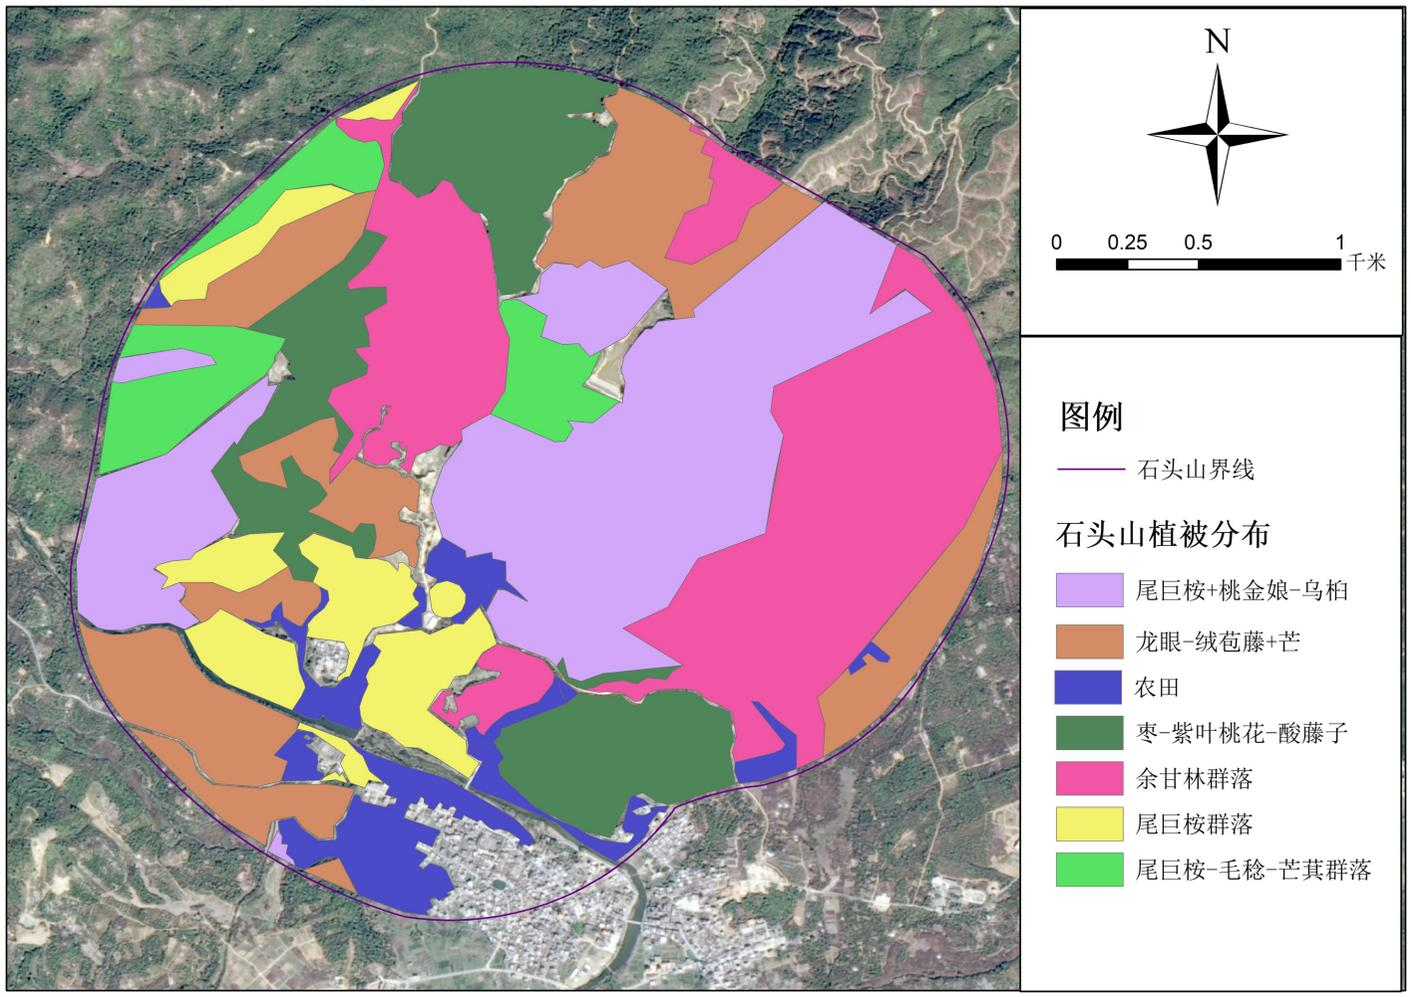 N
0 0.25 0.5 1
千米
图例
石头山界线
石头山植被分布
尾巨桉+桃金娘-乌桕
龙眼-绒苞藤+芒
农田
枣-紫叶桃花-酸藤子
余甘林群落
尾巨桉群落
尾巨桉-毛稔-芒萁群落